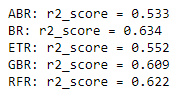 ABR: r2_score = 0.533
BR: r2_score = 0.634
ETR: r2_score = 0.552
GBR: r2_score = 0.609
RFR: r2_score = 0.622